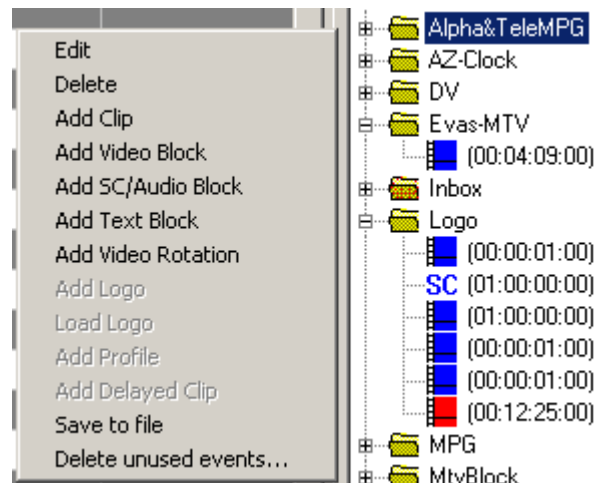 Edit
Delete
Add Clip
Add Video Block
Add SC/Audio Block
Add Text Block
Add Video Rotation
Add Logo
Load Logo
Add Profile
Add Delayed Clip
Save to file
Delete unused events...
Alpha&TeleMPG
AZ-Clock
DV
Evas-MTV
(00:04:09:00)
Inbox
Logo
(00:00:01:00)
SC (01:00:00:00)
(01:00:00:00)
(00:00:01:00)
(00:00:01:00)
(00:12:25:00)
MPG
MtvBlock